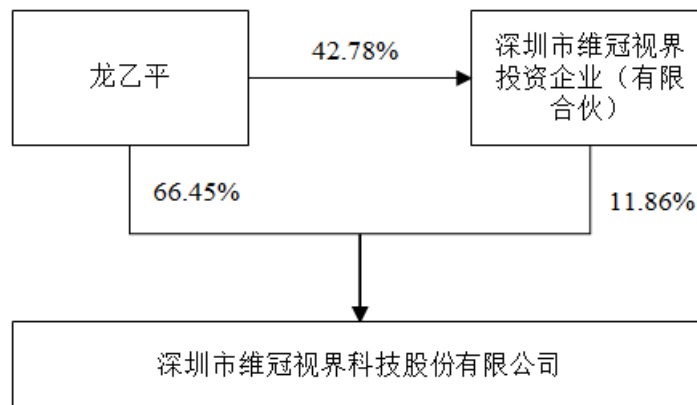 42.78%
龙乙平
深圳市维冠视界
投资企业（有限
合伙）
66.45%
11.86%
深圳市维冠视界科技股份有限公司